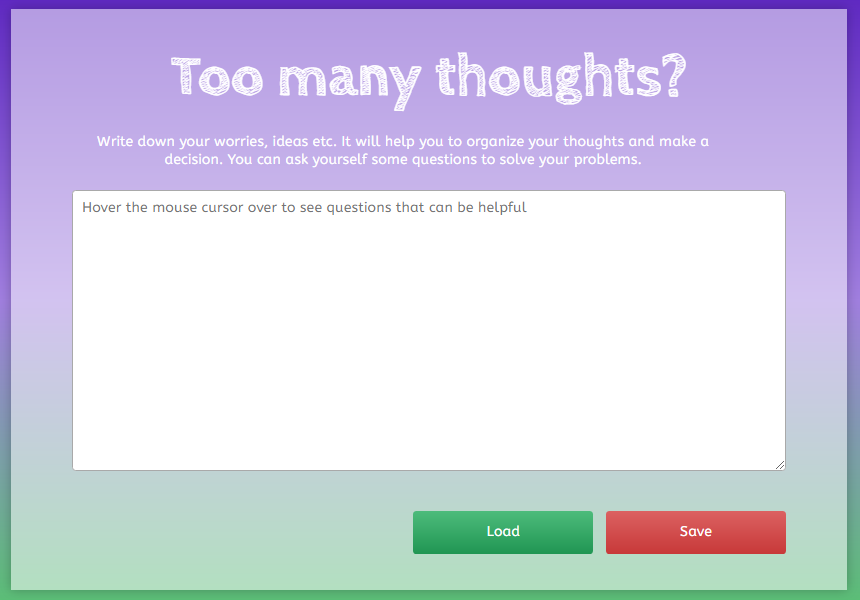 Too many thoughts?
Write down your worries, ideas etc. It will help you to organize your thoughts and make a
decision. You can ask yourself some questions to solve your problems.
Hover the mouse cursor over to see questions that can be helpful
Load
Save